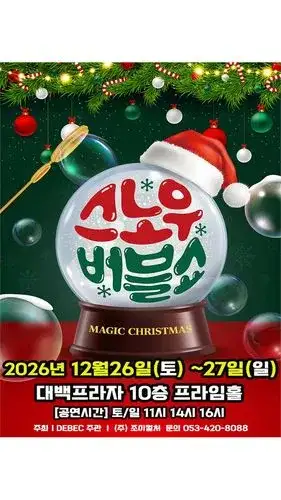 스노우
버블쇼
MAGIC CHRISTMAS
2026년 12월26일(토) ~27일(일)
대백프라자 10층 프라임홀
[공연시간] 토/일 11시 14시 16시
주최 I DEBEC 주관 I (주) 조이컬쳐 문의 053-420-8088